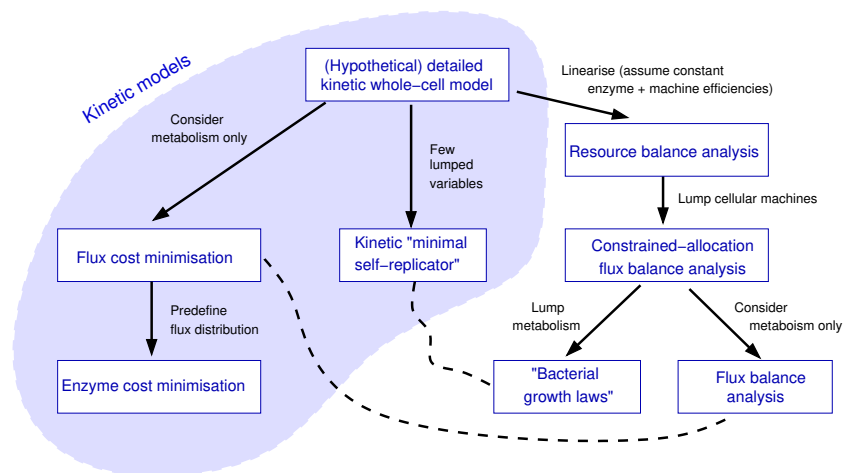 Kinetic models
(Hypothetical) detailed
kinetic whole−cell model
Linearise (assume constant
enzyme + machine efficiencies)
Consider
metabolism only
Few
lumped
variables
Resource balance analysis
Lump cellular machines
Flux cost minimisation
Kinetic "minimal
self−replicator"
Constrained−allocation
flux balance analysis
Predefine
flux distribution
Lump
metabolism
Consider
metaboism only
Enzyme cost minimisation
"Bacterial
growth laws"
Flux balance
analysis